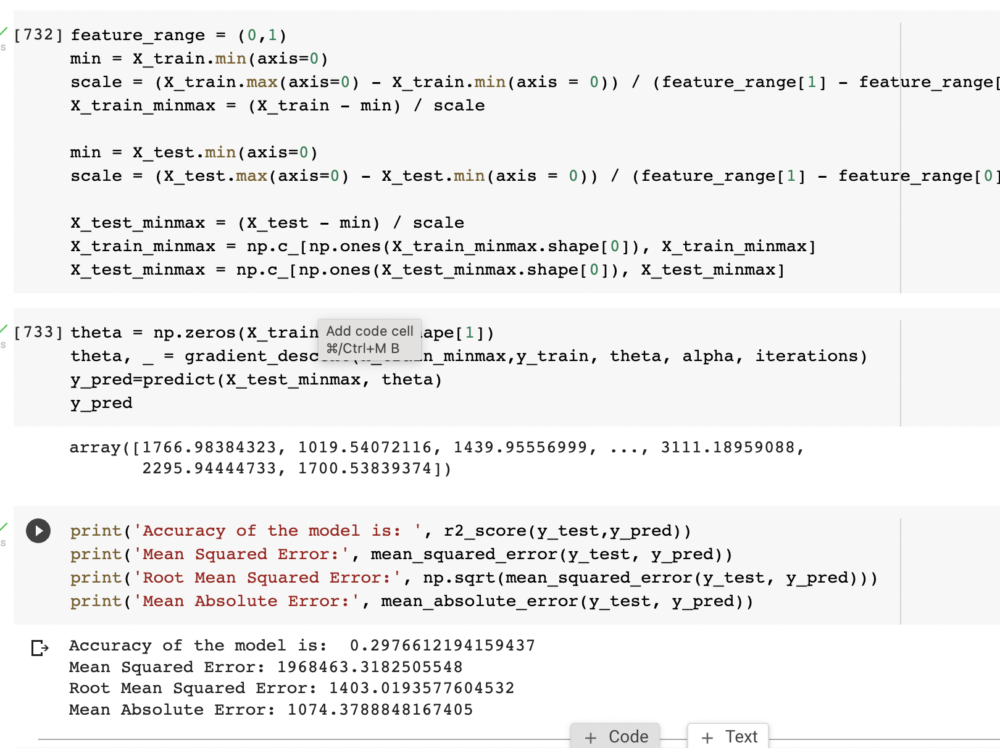 [732] feature_range = (0,1)
min = X_train.min(axis=0)
scale = (X_train.max(axis=0) - X_train.min(axis = 0)) / (feature_range[1] - feature_range[
X_train_minmax = (X_train - min) / scale
min = X_test.min(axis=0)
scale = (X_test.max(axis=0) - X_test.min(axis = 0)) / (feature_range[1] - feature_range[0]
X_test_minmax = (X_test - min) / scale
X_train_minmax = np.c_[np.ones(X_train_minmax.shape[0]), X_train_minmax]
X_test_minmax = np.c_[np.ones(X_test_minmax.shape[0]), X_test_minmax]
s
[733] theta = np.zeros(X_train ape[1])
Add code cell
⌘/Ctrl+M B
theta, _ = gradient_descent(X_train_minmax,y_train, theta, alpha, iterations)
s
y_pred=predict(X_test_minmax, theta)
y_pred
array([1766.98384323, 1019.54072116, 1439.95556999, ..., 3111.18959088,
2295.94444733, 1700.53839374])
print('Accuracy of the model is: ', r2_score(y_test,y_pred))
s
print('Mean Squared Error:', mean_squared_error(y_test, y_pred))
print('Root Mean Squared Error:', np.sqrt(mean_squared_error(y_test, y_pred)))
print('Mean Absolute Error:', mean_absolute_error(y_test, y_pred))
Accuracy of the model is:  0.2976612194159437
Mean Squared Error: 1968463.3182505548
Root Mean Squared Error: 1403.0193577604532
Mean Absolute Error: 1074.3788848167405
+ Code + Text